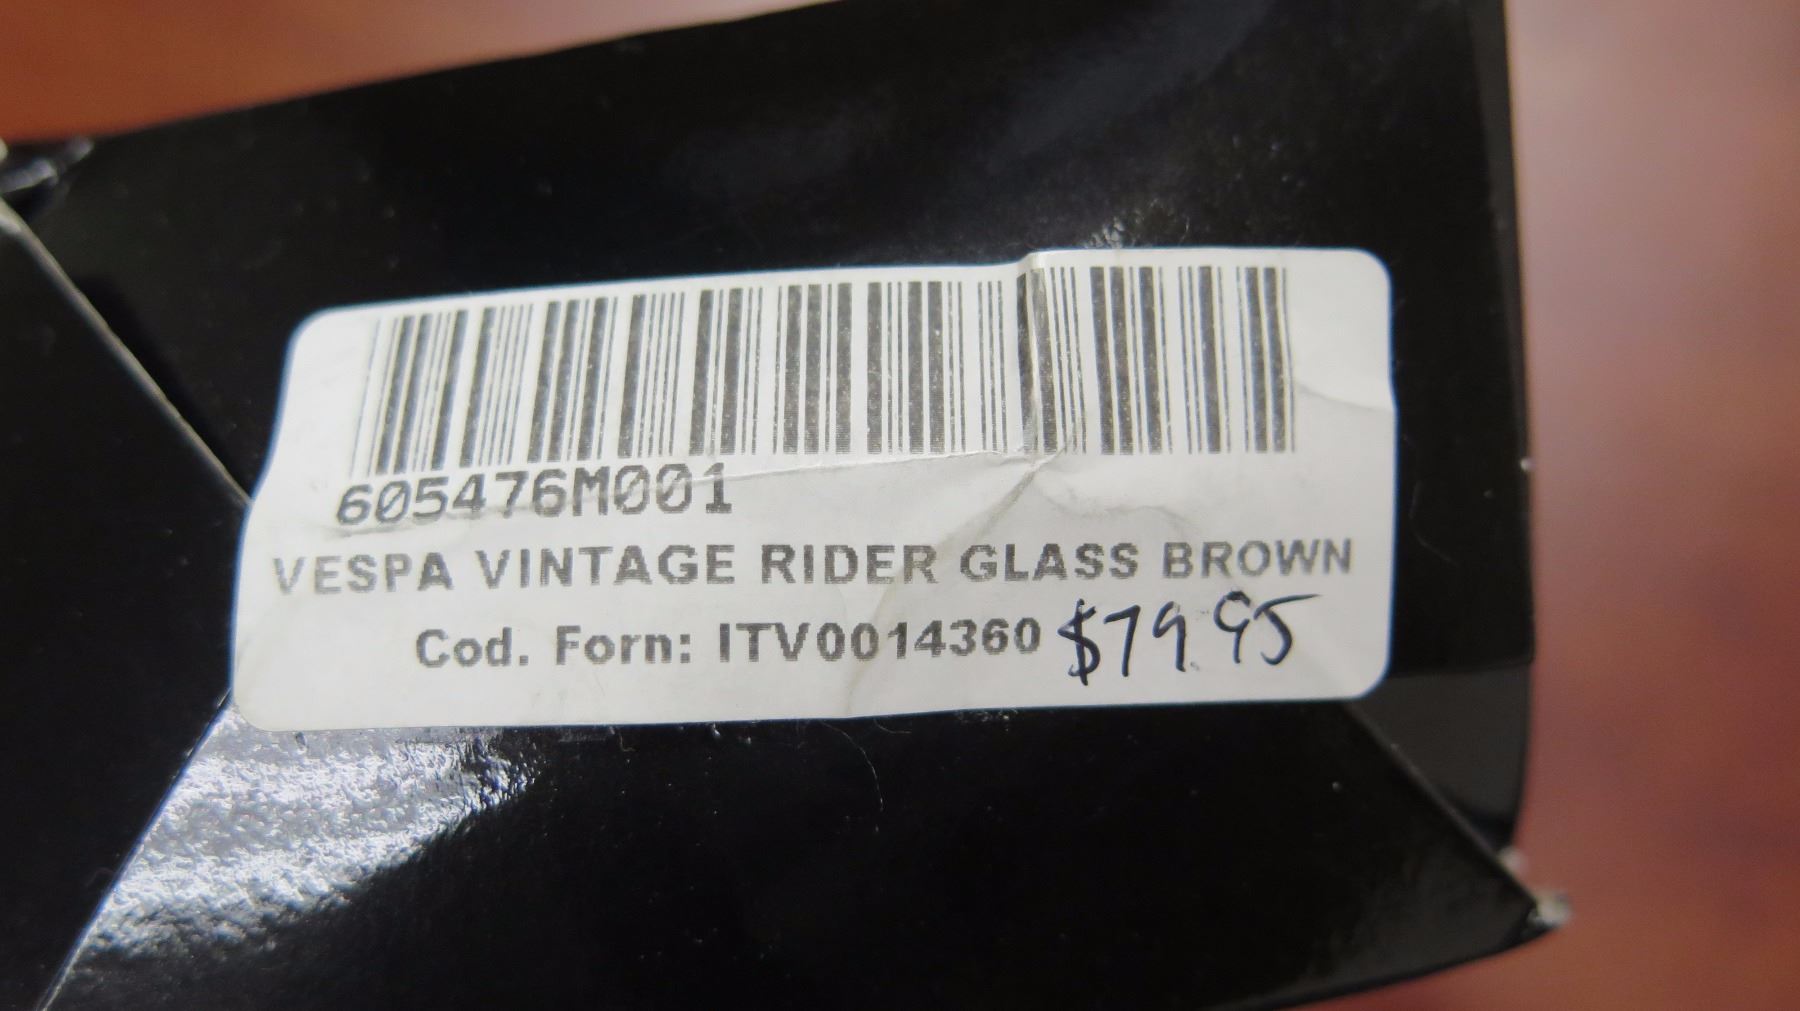 605476M001
VESPA VINTAGE RIDER GLASS BROWN
Cod. Forn: ITV0014360 $79.95